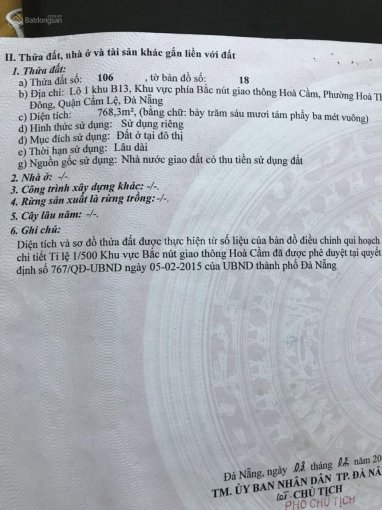 Batdongsan
II. Thửa đất, nhà ở và tài sản khác gắn liền với đất
1. Thửa đất:
a) Thửa đất số: 106 , tờ bản đồ số: 18
b) Địa chỉ: Lô 1 khu B13, Khu vực phía Bắc nút giao thông Hoà Cầm, Phường Hoà Th
Đông, Quận Cẩm Lệ, Đà Nẵng
c) Diện tích: 768,3m², (bằng chữ: bảy trăm sáu mươi tám phẩy ba mét vuông)
d) Hình thức sử dụng: Sử dụng riêng
đ) Mục đích sử dụng: Đất ở tại đô thị
e) Thời hạn sử dụng: Lâu dài
g) Nguồn gốc sử dụng: Nhà nước giao đất có thu tiền sử dụng đất
2. Nhà ở: -/-.
3. Công trình xây dựng khác: -/-.
4. Rừng sản xuất là rừng trồng: -/-.
5. Cây lâu năm: -/-.
6. Ghi chú:
Diện tích và sơ đồ thửa đất được thực hiện từ số liệu của bản đồ điều chỉnh qui hoạch
chi tiết Tỉ lệ 1/500 Khu vực Bắc nút giao thông Hoà Cầm đã được phê duyệt tại quyết
định số 767/QĐ-UBND ngày 05-02-2015 của UBND thành phố Đà Nẵng
Đà Nẵng, ngày 03 tháng 02 năm 20
TM. ỦY BAN NHÂN DÂN TP. ĐÀ NẴ
CHỦ TỊCH
PHÓ CHỦ TỊCH